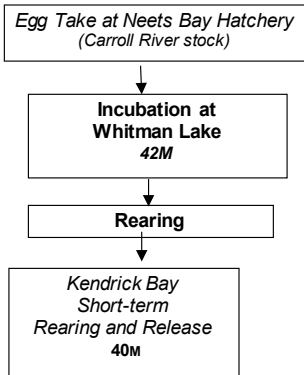 Egg Take at Neets Bay Hatchery
(Carroll River stock)
Incubation at
Whitman Lake
42M
Rearing
Kendrick Bay
Short-term
Rearing and Release
40M